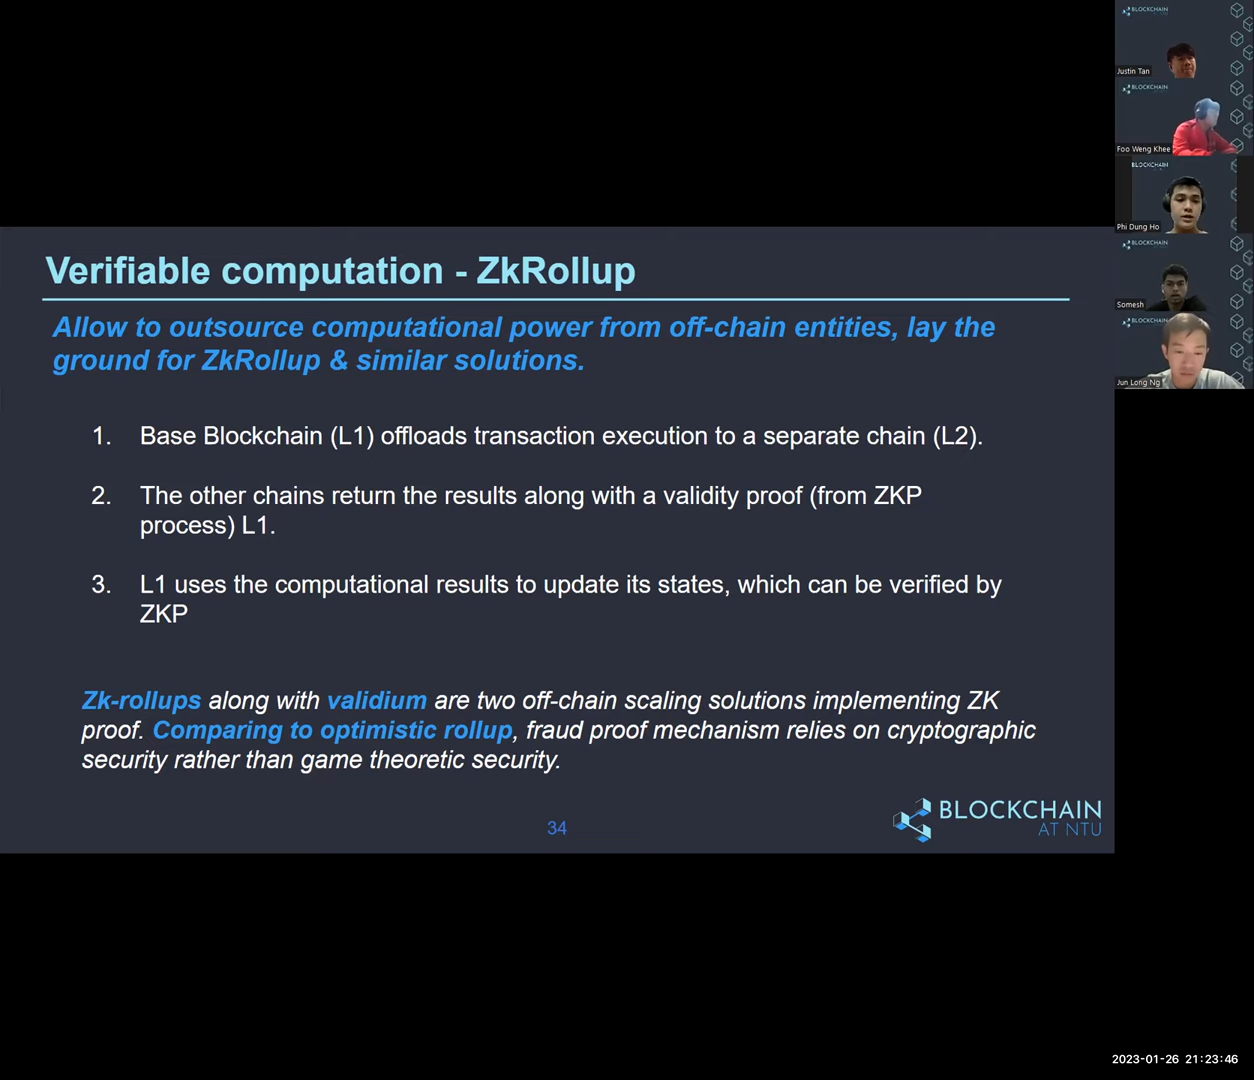 Verifiable computation - ZkRollup
Allow to outsource computational power from off-chain entities, lay the
ground for ZkRollup & similar solutions.
1. Base Blockchain (L1) offloads transaction execution to a separate chain (L2).
2. The other chains return the results along with a validity proof (from ZKP
process) L1.
3. L1 uses the computational results to update its states, which can be verified by
ZKP
Zk-rollups along with validium are two off-chain scaling solutions implementing ZK
proof. Comparing to optimistic rollup, fraud proof mechanism relies on cryptographic
security rather than game theoretic security.
34
BLOCKCHAIN
AT NTU
BLOCKCHAIN
Justin Tan
BLOCKCHAIN
Foo Weng Khee
BLOCKCHAIN
Phi Dung Ho
BLOCKCHAIN
Somesh
BLOCKCHAIN
Jun Long Ng
2023-01-26 21:23:46